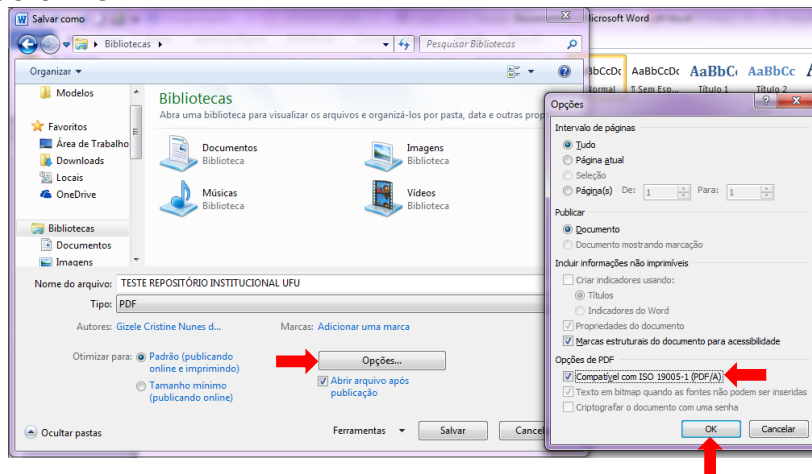 Salvar como
Microsoft Word
Bibliotecas
Pesquisar Bibliotecas
Organizar
AaBbCcDc AaBbCcDc AaBbC AaBbCc
Normal ¶ Sem Esp... Título 1 Título 2
Modelos
Favoritos
Área de Trabalho
Downloads
Locais
OneDrive
Bibliotecas
Documentos
Imagens
Bibliotecas
Abra uma biblioteca para visualizar os arquivos e organizá-los por pasta, data e outras prop
Documentos
Biblioteca
Imagens
Biblioteca
Músicas
Biblioteca
Vídeos
Biblioteca
Nome do arquivo: TESTE REPOSITÓRIO INSTITUCIONAL UFU
Tipo: PDF
Autores: Gizele Cristine Nunes d...
Marcas: Adicionar uma marca
Otimizar para: Padrão (publicando
online e imprimindo)
Tamanho mínimo
(publicando online)
Opções...
Abrir arquivo após
publicação
Ocultar pastas
Ferramentas
Salvar
Cancel
Opções
Intervalo de páginas
Tudo
Página atual
Seleção
Página(s) De: 1 Para: 1
Publicar
Documento
Documento mostrando marcação
Incluir informações não imprimíveis
Criar indicadores usando:
Títulos
Indicadores do Word
Propriedades do documento
Marcas estruturais do documento para acessibilidade
Opções de PDF
Compatível com ISO 19005-1 (PDF/A)
Texto em bitmap quando as fontes não podem ser inseridas
Criptografar o documento com uma senha
OK
Cancelar